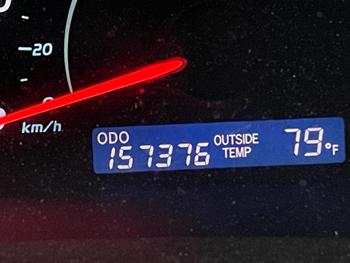 20
km/h
ODO
157376
OUTSIDE
TEMP
79°F